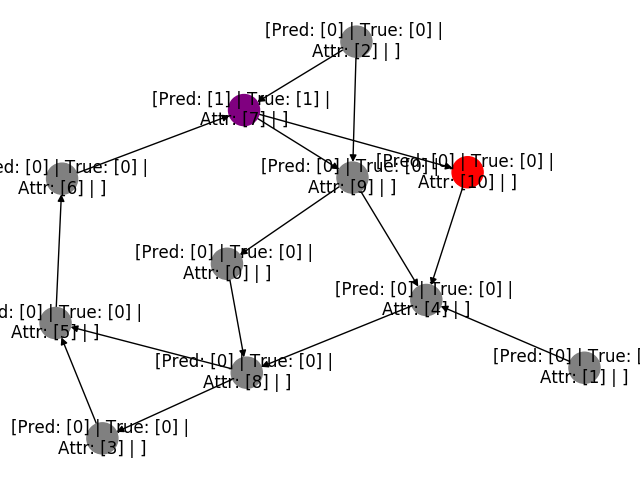 [Pred: [0] | True: [0] |
Attr: [2] | ]
[Pred: [1] | True: [1] |
Attr: [7] | ]
[Pred: [0] | True: [0] |
Attr: [9] | ]
[Pred: [0] | True: [0] |
Attr: [10] | ]
ed: [0] | True: [0] |
Attr: [6] | ]
[Pred: [0] | True: [0] |
Attr: [0] | ]
[Pred: [0] | True: [0] |
Attr: [4] | ]
ed: [0] | True: [0] |
Attr: [5] | ]
[Pred: [0] | True: [0] |
Attr: [8] | ]
[Pred: [0] | True: [
Attr: [1] | ]
[Pred: [0] | True: [0] |
Attr: [3] | ]